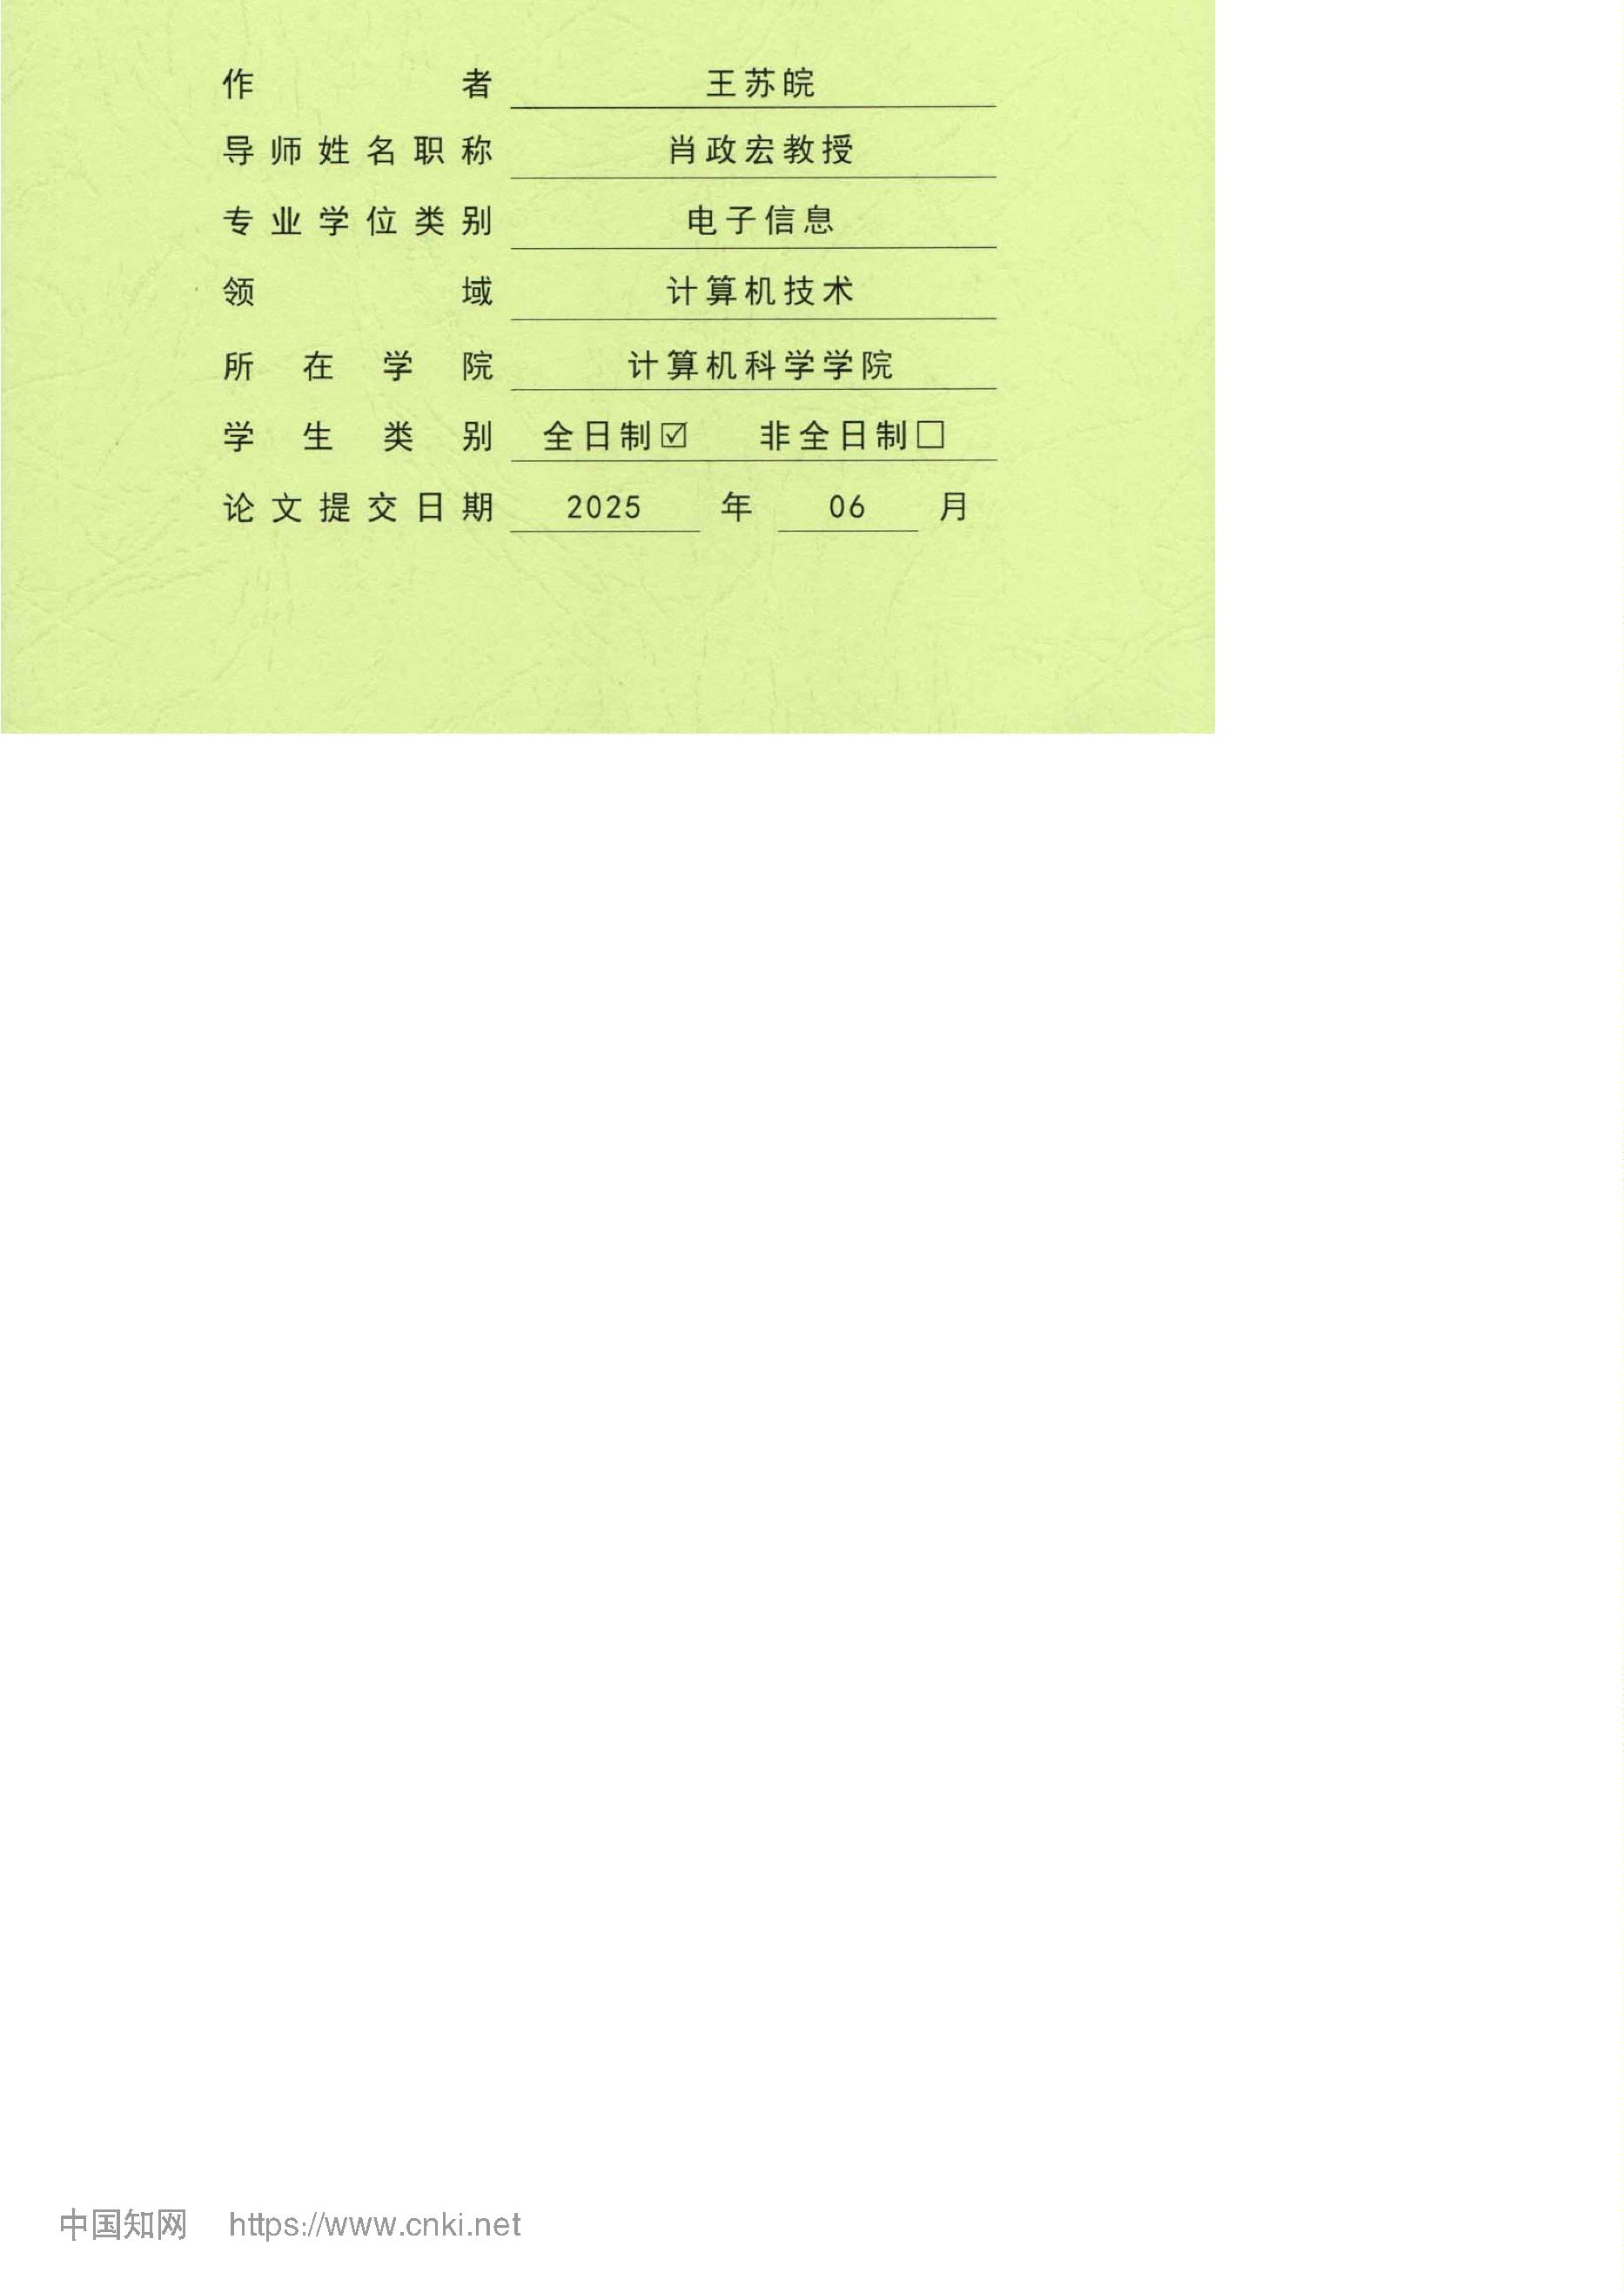 作者 王苏皖
导师姓名职称 肖政宏教授
专业学位类别 电子信息
领域 计算机技术
所在学院 计算机科学学院
学生类别 全日制☑ 非全日制☐
论文提交日期 2025 年 06 月
中国知网 https://www.cnki.net